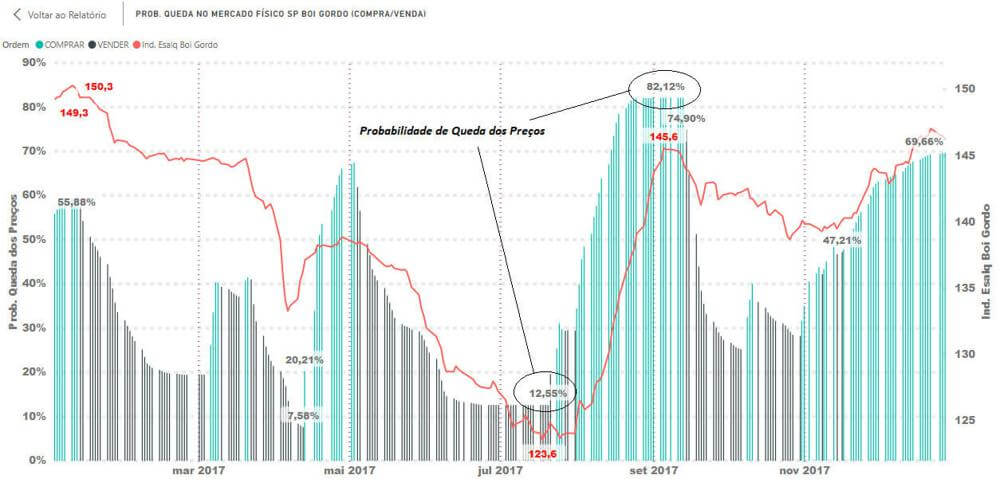 Voltar ao Relatório
PROB. QUEDA NO MERCADO FÍSICO SP BOI GORDO (COMPRA/VENDA)
Ordem COMPRAR VENDER Ind. Esalq Boi Gordo
90%
80%
70%
60%
50%
40%
30%
20%
10%
0%
Prob. Queda dos Preços
150,3
149,3
55,88%
20,21%
7,58%
Probabilidade de Queda dos Preços
12,55%
123,6
82,12%
74,90%
145,6
47,21%
69,66%
150
145
140
135
130
125
Ind. Esalq Boi Gordo
mar 2017
mai 2017
jul 2017
set 2017
nov 2017